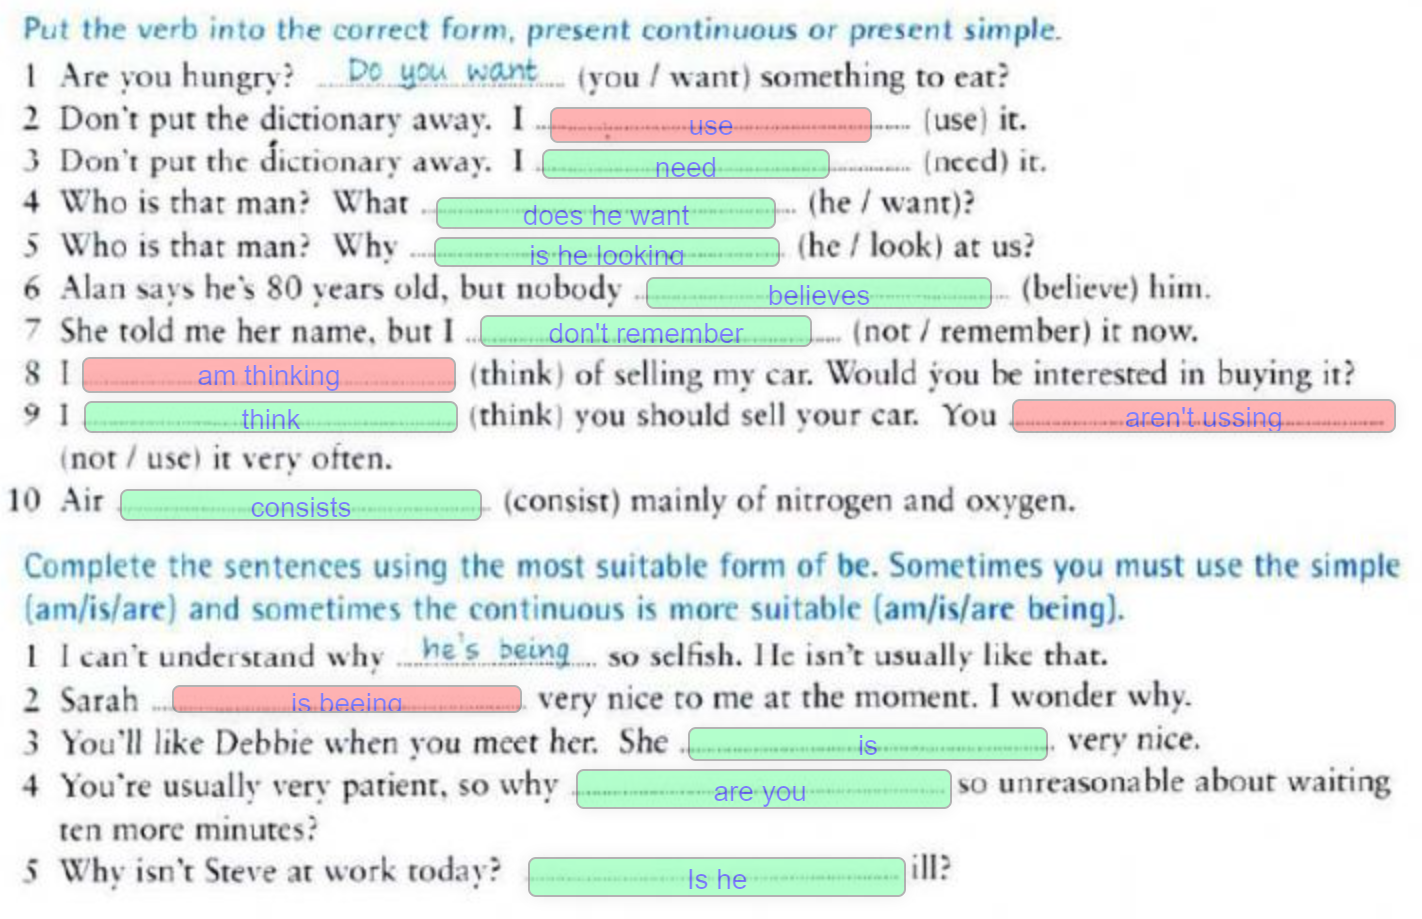 Put the verb into the correct form, present continuous or present simple.
1 Are you hungry? Do you want (you / want) something to eat?
2 Don't put the dictionary away. I use (use) it.
3 Don't put the dictionary away. I need (need) it.
4 Who is that man? What does he want (he / want)?
5 Who is that man? Why is he looking (he / look) at us?
6 Alan says he's 80 years old, but nobody believes (believe) him.
7 She told me her name, but I don't remember (not / remember) it now.
8 I am thinking (think) of selling my car. Would you be interested in buying it?
9 I think (think) you should sell your car. You aren't ussing
(not / use) it very often.
10 Air consists (consist) mainly of nitrogen and oxygen.
Complete the sentences using the most suitable form of be. Sometimes you must use the simple
(am/is/are) and sometimes the continuous is more suitable (am/is/are being).
1 I can't understand why he's being so selfish. He isn't usually like that.
2 Sarah is beeing very nice to me at the moment. I wonder why.
3 You'll like Debbie when you meet her. She is very nice.
4 You're usually very patient, so why are you so unreasonable about waiting
ten more minutes?
5 Why isn't Steve at work today? Is he ill?